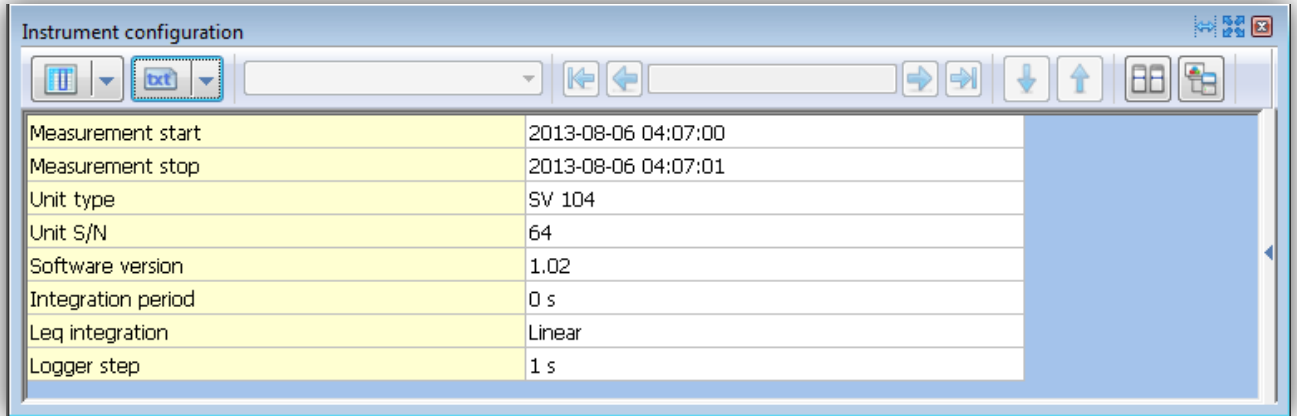 Instrument configuration
txt
Measurement start 2013-08-06 04:07:00
Measurement stop 2013-08-06 04:07:01
Unit type SV 104
Unit S/N 64
Software version 1.02
Integration period 0 s
Leq integration Linear
Logger step 1 s